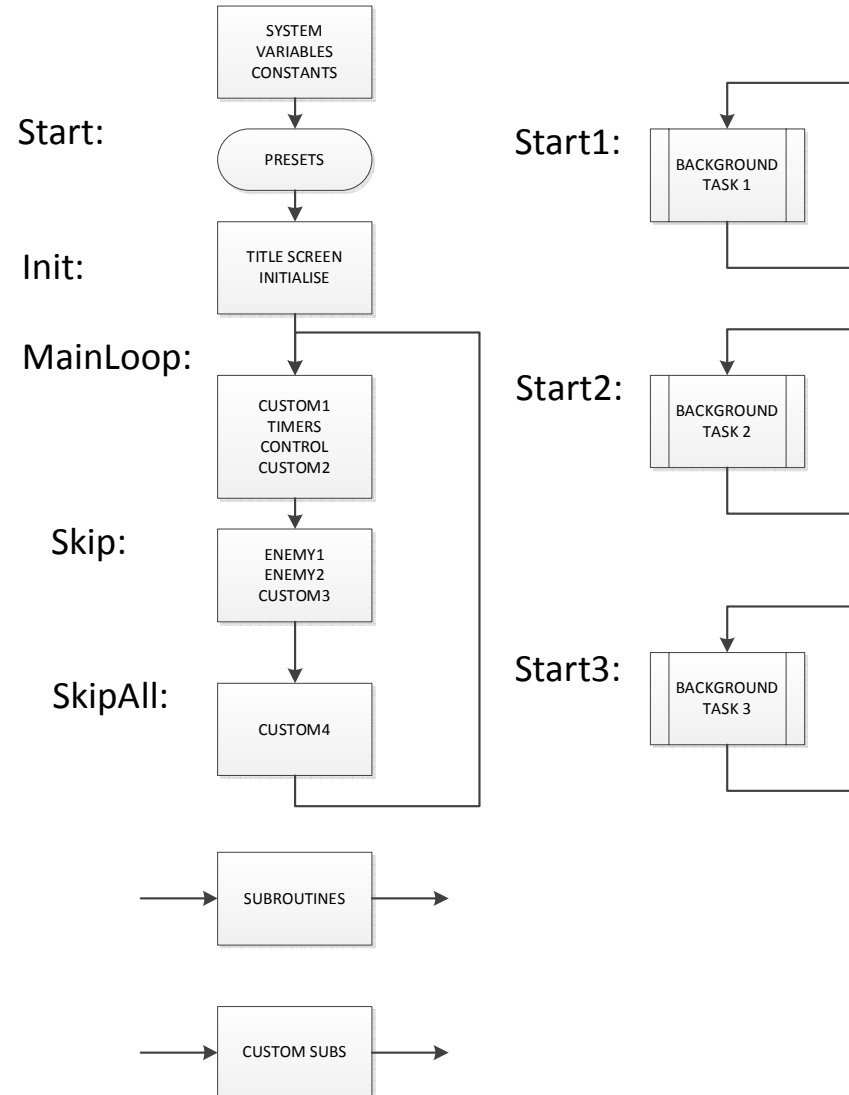 SYSTEM
VARIABLES
CONSTANTS
Start:
PRESETS
Init:
TITLE SCREEN
INITIALISE
MainLoop:
CUSTOM1
TIMERS
CONTROL
CUSTOM2
Skip:
ENEMY1
ENEMY2
CUSTOM3
SkipAll:
CUSTOM4
SUBROUTINES
CUSTOM SUBS
Start1:
BACKGROUND
TASK 1
Start2:
BACKGROUND
TASK 2
Start3:
BACKGROUND
TASK 3